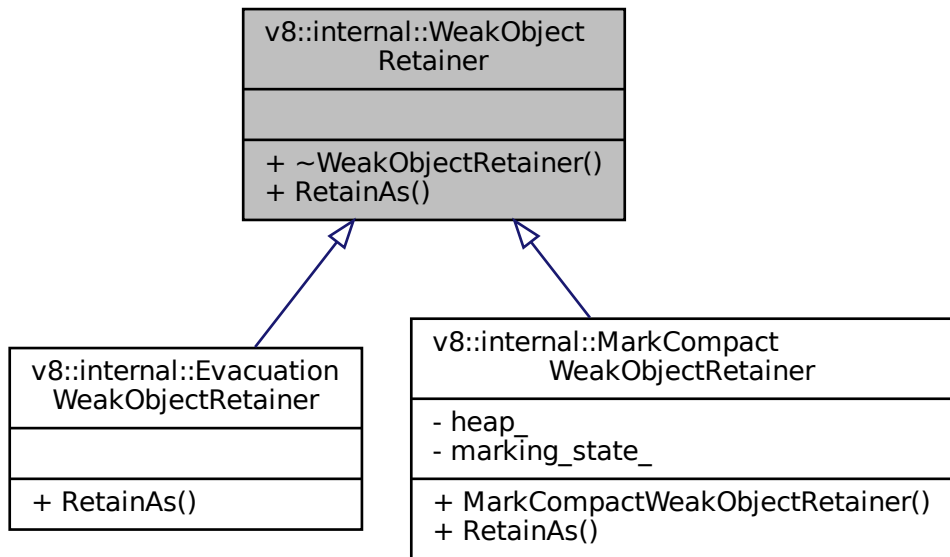 v8::internal::WeakObject
Retainer
+ ~WeakObjectRetainer()
+ RetainAs()
v8::internal::Evacuation
WeakObjectRetainer
+ RetainAs()
v8::internal::MarkCompact
WeakObjectRetainer
- heap_
- marking_state_
+ MarkCompactWeakObjectRetainer()
+ RetainAs()